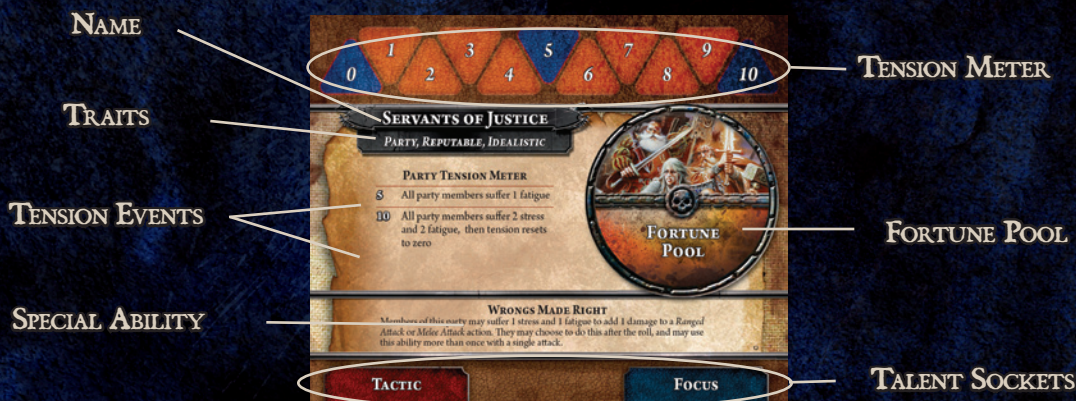 Name
Traits
Tension Events
Special Ability
1 3 5 7 9
0 2 4 6 8 10
Servants of Justice
Party, Reputable, Idealistic
Party Tension Meter
5 All party members suffer 1 fatigue
10 All party members suffer 2 stress
and 2 fatigue, then tension resets
to zero
Fortune
Pool
Wrongs Made Right
Members of this party may suffer 1 stress and 1 fatigue to add 1 damage to a Ranged
Attack or Melee Attack action. They may choose to do this after the roll, and may use
this ability more than once with a single attack.
Tactic
Focus
Tension Meter
Fortune Pool
Talent Sockets